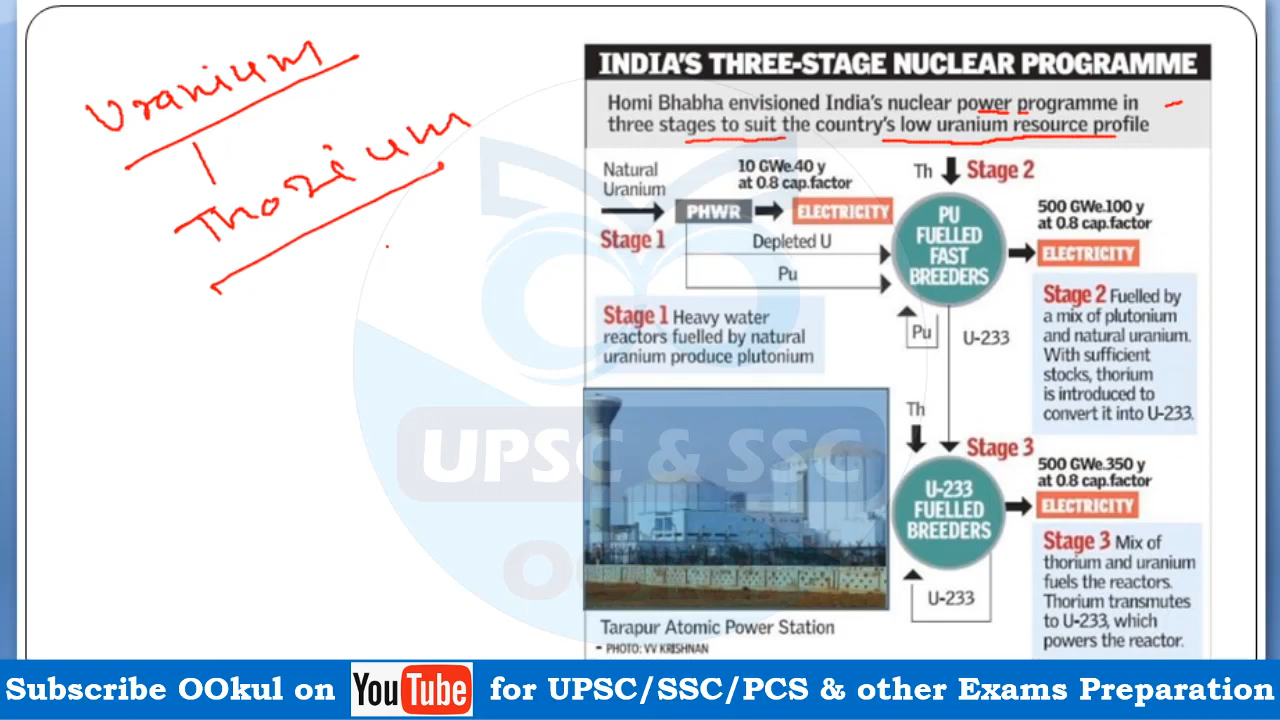 Uranium
Thorium
INDIA'S THREE-STAGE NUCLEAR PROGRAMME
Homi Bhabha envisioned India's nuclear power programme in
three stages to suit the country's low uranium resource profile
Natural
Uranium
10 GWe.40 y
at 0.8 cap.factor
PHWR
ELECTRICITY
Stage 1
Depleted U
Pu
Th
Stage 2
PU
FUELLED
FAST
BREEDERS
500 GWe.100 y
at 0.8 cap.factor
ELECTRICITY
Stage 1 Heavy water
reactors fuelled by natural
uranium produce plutonium
Pu
U-233
Stage 2 Fuelled by
a mix of plutonium
and natural uranium.
With sufficient
stocks, thorium
is introduced to
convert it into U-233.
Th
Stage 3
U-233
FUELLED
BREEDERS
500 GWe.350 y
at 0.8 cap.factor
ELECTRICITY
U-233
Stage 3 Mix of
thorium and uranium
fuels the reactors.
Thorium transmutes
to U-233, which
powers the reactor.
UPSC & SSC
Tarapur Atomic Power Station
- PHOTO: VV KRISHNAN
Subscribe OOkul on YouTube for UPSC/SSC/PCS & other Exams Preparation